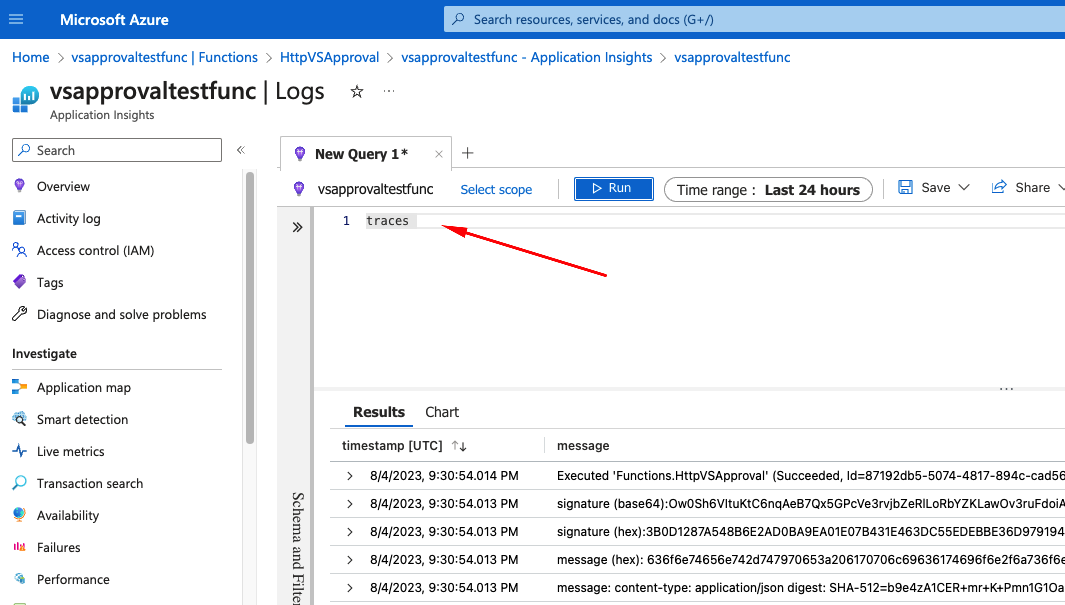 Microsoft Azure
Search resources, services, and docs (G+/)
Home > vsapprovaltestfunc | Functions > HttpVSApproval > vsapprovaltestfunc - Application Insights > vsapprovaltestfunc
vsapprovaltestfunc | Logs
Application Insights
Search
Overview
Activity log
Access control (IAM)
Tags
Diagnose and solve problems
Investigate
Application map
Smart detection
Live metrics
Transaction search
Availability
Failures
Performance
New Query 1*
vsapprovaltestfunc Select scope Run Time range : Last 24 hours Save Share
1 traces
Schema and Filte
Results Chart
timestamp [UTC] message
8/4/2023, 9:30:54.014 PM Executed 'Functions.HttpVSApproval' (Succeeded, Id=87192db5-5074-4817-894c-cad56
8/4/2023, 9:30:54.013 PM signature (base64):Ow0Sh6VItuKtC6nqAeB7Qx5GPcVe3rvjbZeRlLoRbYZKLawOv3ruFdoiA
8/4/2023, 9:30:54.013 PM signature (hex):3B0D1287A548B6E2AD0BA9EA01E07B431E463DC55EDEBBE36D979194
8/4/2023, 9:30:54.013 PM message (hex): 636f6e74656e742d747970653a206170706c69636174696f6e2f6a736f6e
8/4/2023, 9:30:54.013 PM message: content-type: application/json digest: SHA-512=b9e4zA1CER+mr+K+Pmn1G1Oa